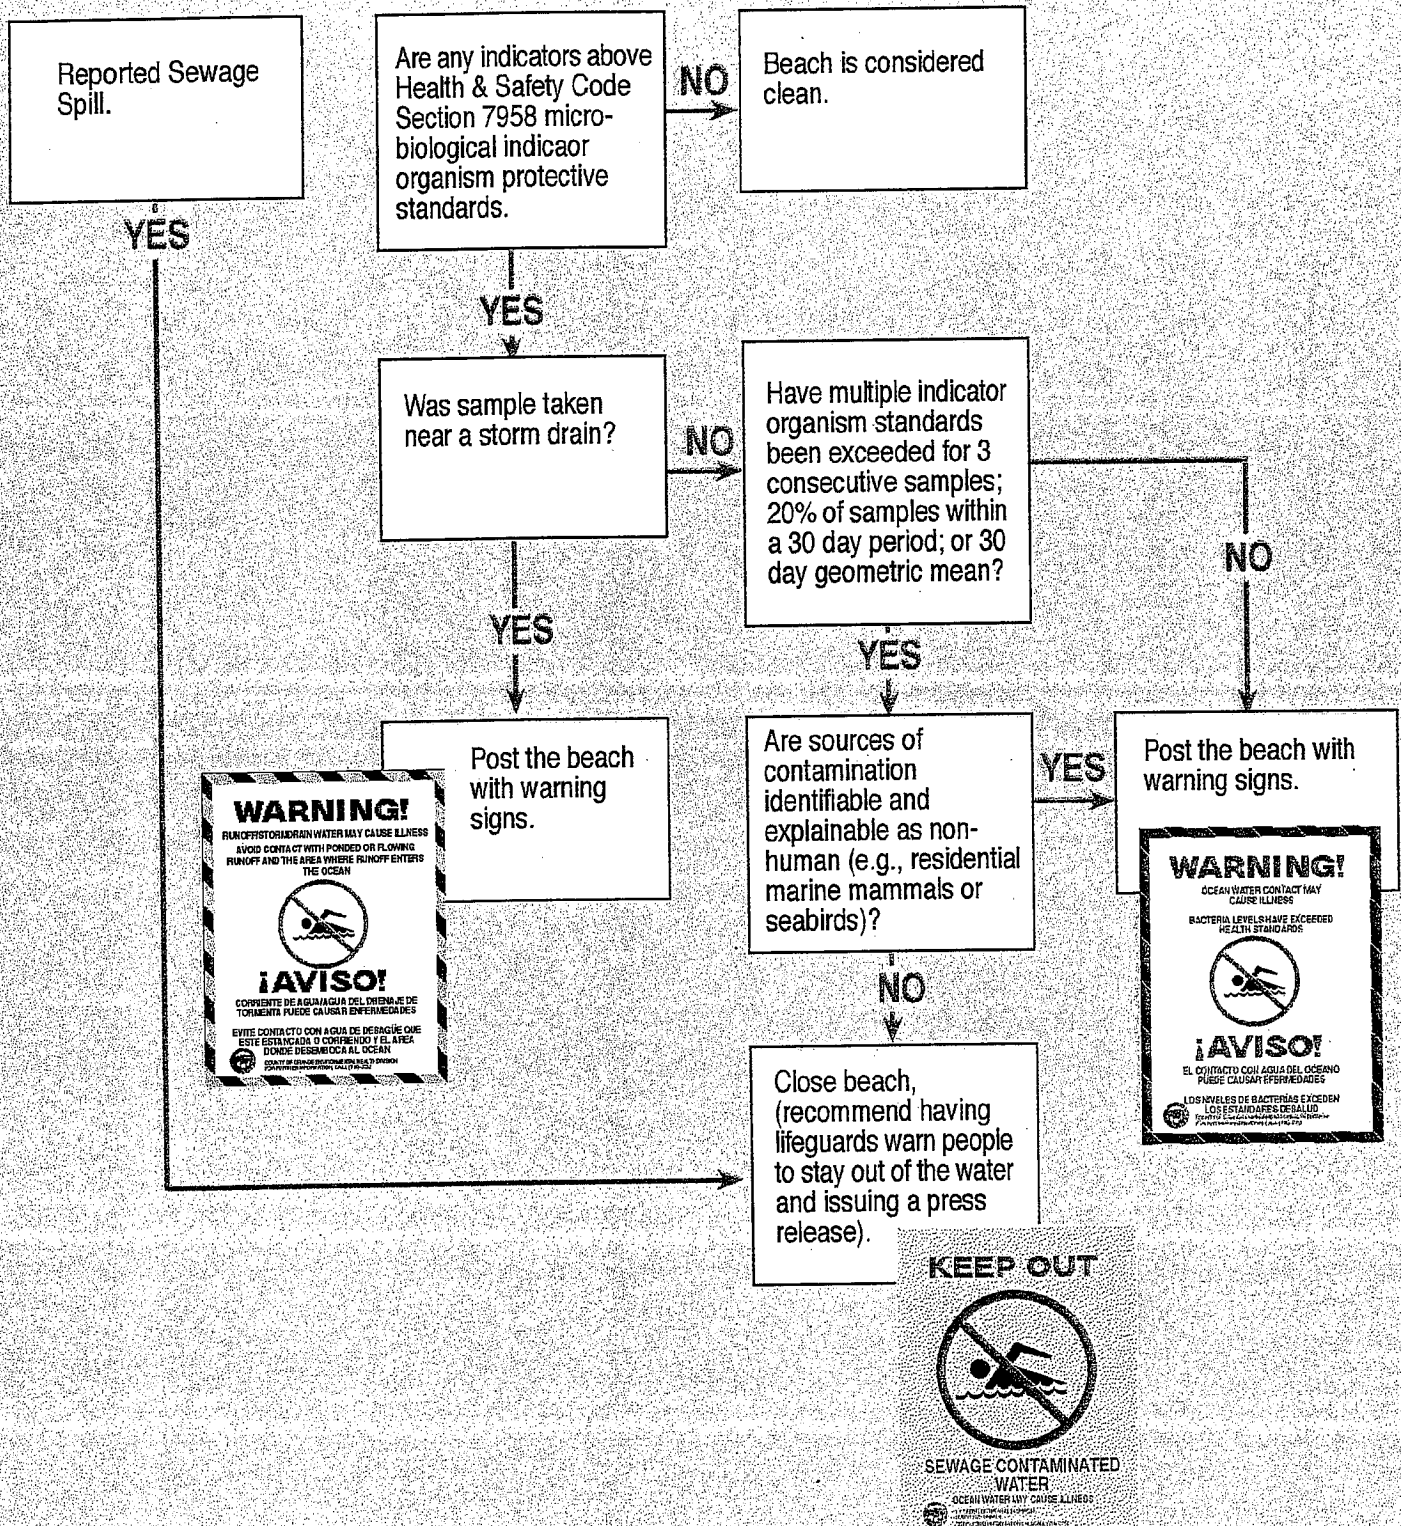 Reported Sewage
Spill.
YES
Are any indicators above
Health & Safety Code
Section 7958 micro-
biological indicaor
organism protective
standards.
NO
Beach is considered
clean.
YES
Was sample taken
near a storm drain?
NO
Have multiple indicator
organism standards
been exceeded for 3
consecutive samples;
20% of samples within
a 30 day period; or 30
day geometric mean?
NO
YES
YES
Post the beach
with warning
signs.
WARNING!
RUNOFF/STORMDRAIN WATER MAY CAUSE ILLNESS
AVOID CONTACT WITH PONDED OR FLOWING
RUNOFF AND THE AREA WHERE RUNOFF ENTERS
THE OCEAN
¡AVISO!
CORRIENTE DE AGUA/AGUA DEL DRENAJE DE
TORMENTA PUEDE CAUSAR ENFERMEDADES
EVITE CONTACTO CON AGUA DE DESAGÜE QUE
ESTE ESTANCADA O CORRIENDO Y EL AREA
DONDE DESEMBOCA AL OCEAN
COUNTY OF ORANGE ENVIRONMENTAL HEALTH DIVISION
Are sources of
contamination
identifiable and
explainable as non-
human (e.g., residential
marine mammals or
seabirds)?
YES
Post the beach with
warning signs.
WARNING!
OCEAN WATER CONTACT MAY
CAUSE ILLNESS
BACTERIA LEVELS HAVE EXCEEDED
HEALTH STANDARDS
¡AVISO!
EL CONTACTO CON AGUA DEL OCEANO
PUEDE CAUSAR EFERMEDADES
LOS NIVELES DE BACTERIAS EXCEDEN
LOS ESTANDARES DE SALUD
NO
Close beach,
(recommend having
lifeguards warn people
to stay out of the water
and issuing a press
release).
KEEP OUT
SEWAGE CONTAMINATED
WATER
OCEAN WATER MAY CAUSE ILLNESS